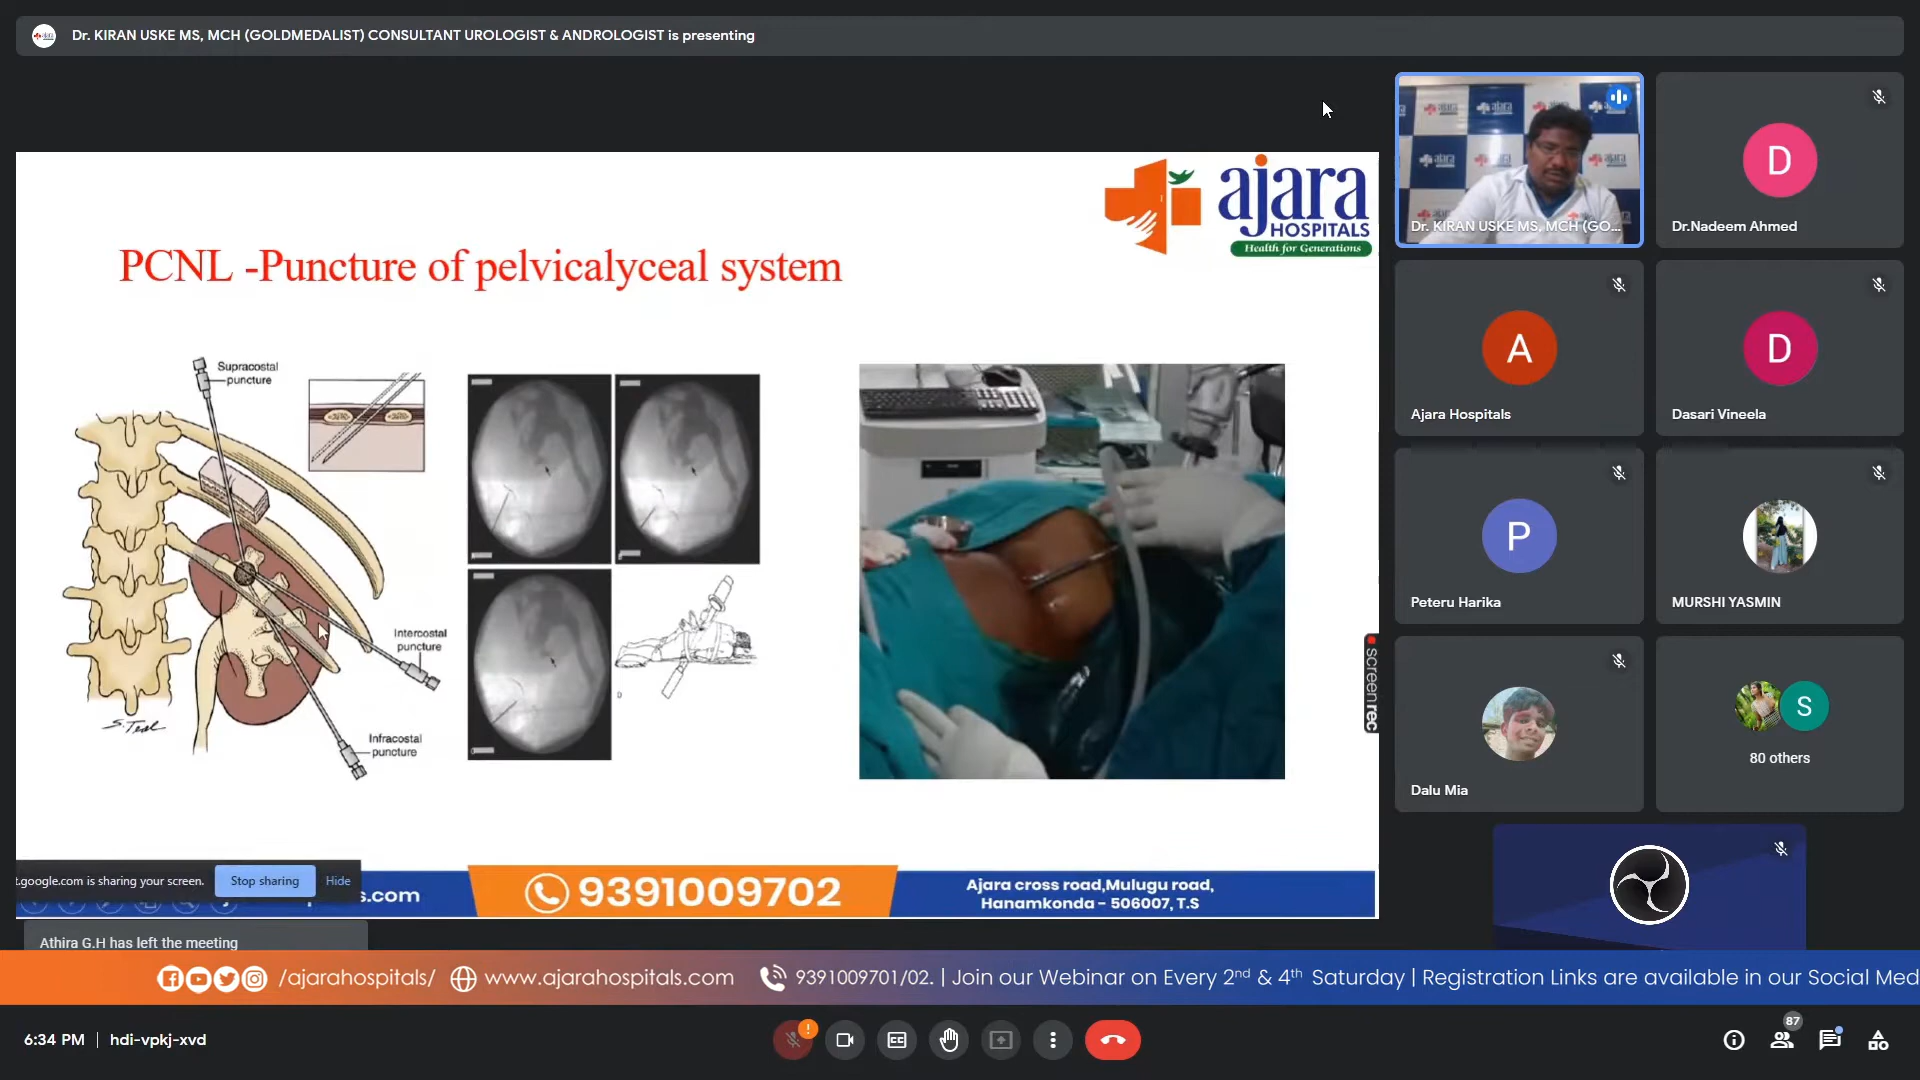 Dr. KIRAN USKE MS, MCH (GOLDMEDALIST) CONSULTANT UROLOGIST & ANDROLOGIST is presenting
ajara
HOSPITALS
Health for Generations
PCNL -Puncture of pelvicalyceal system
Supracostal
puncture
Intercostal
puncture
Infracostal
puncture
screenrec
t.google.com is sharing your screen.
Stop sharing
Hide
s.com
9391009702
Ajara cross road,Mulugu road,
Hanamkonda - 506007, T.S
Dr. KIRAN USKE MS, MCH (GO...
D
Dr.Nadeem Ahmed
A
Ajara Hospitals
D
Dasari Vineela
P
Peteru Harika
MURSHI YASMIN
Dalu Mia
S
80 others
Athira G.H has left the meeting
/ajarahospitals/ www.ajarahospitals.com 9391009701/02. | Join our Webinar on Every 2nd & 4th Saturday | Registration Links are available in our Social Med
6:34 PM | hdi-vpkj-xvd
87